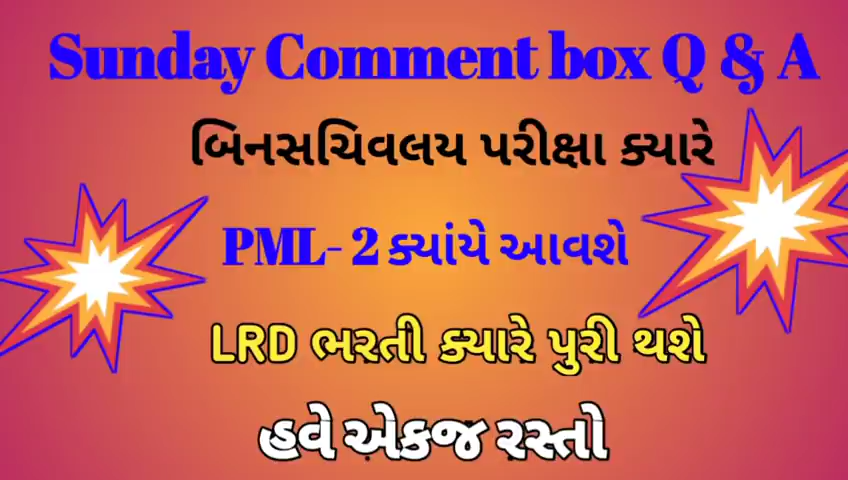 Sunday Comment box Q & A
બિનસચિવલય પરીક્ષા ક્યારે
PML- 2 ક્યાંયે આવશે
LRD ભરતી ક્યારે પુરી થશે
હવે એકજ રસ્તો